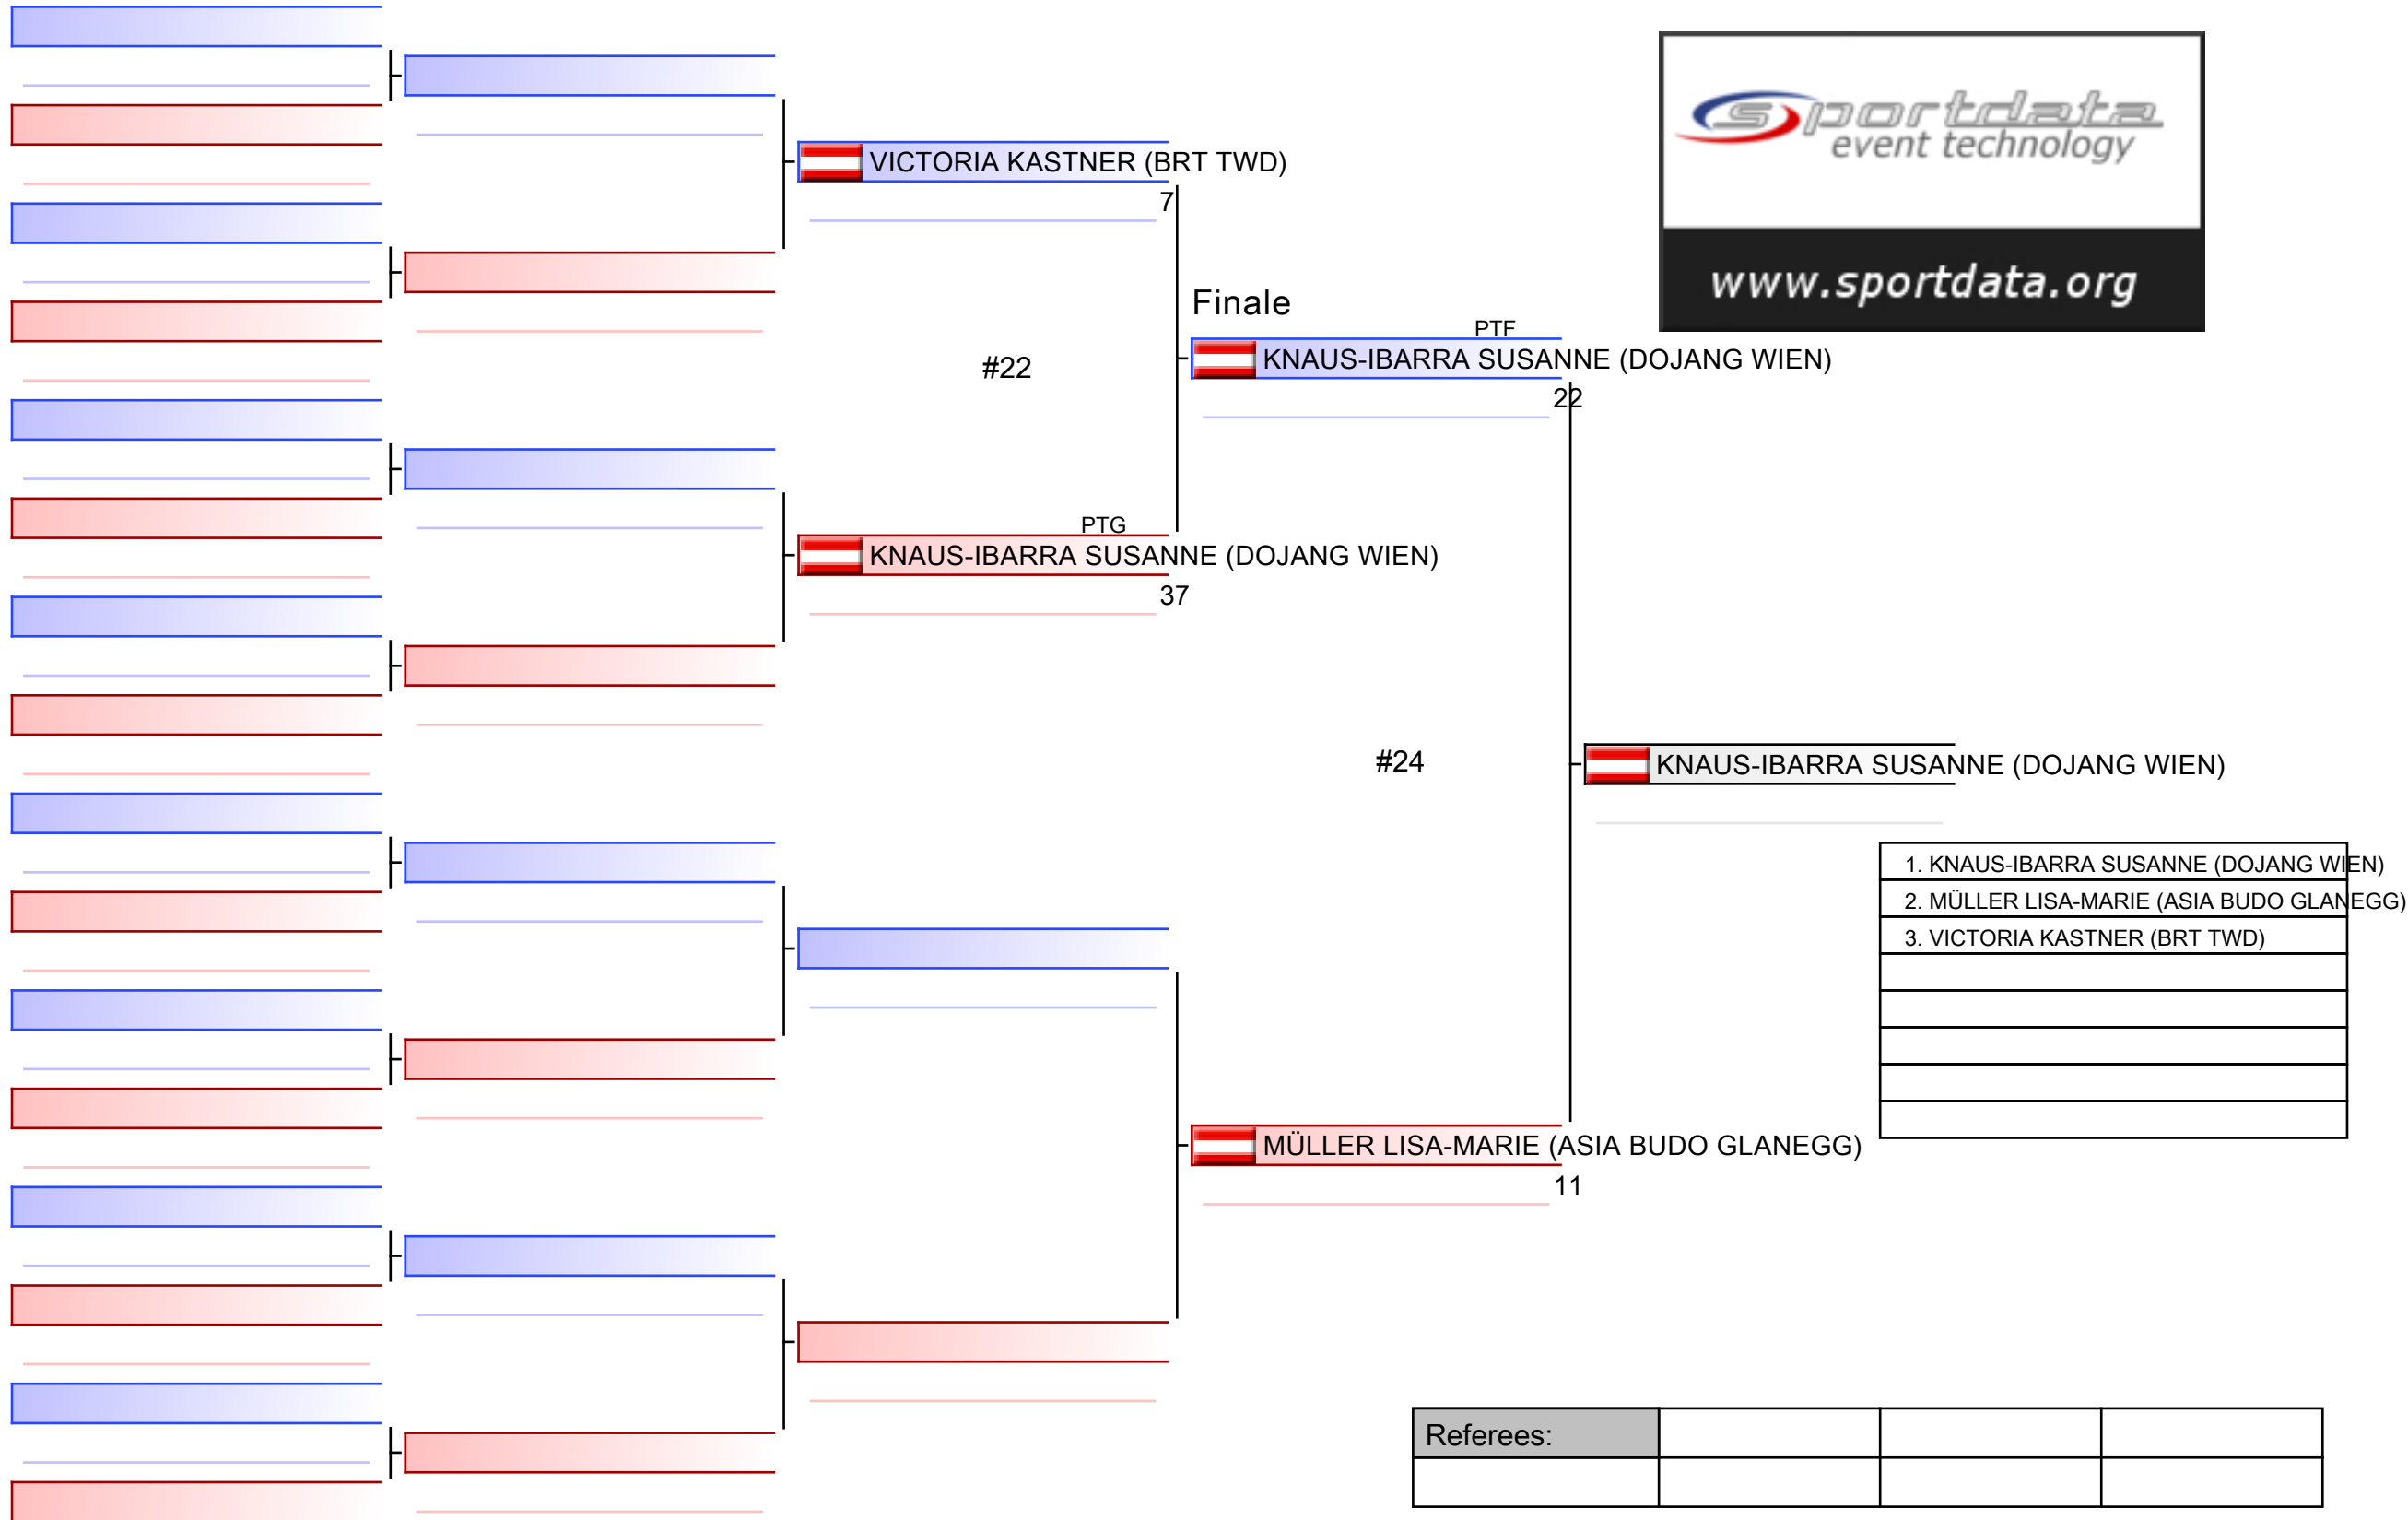 sportdata
event technology
www.sportdata.org
VICTORIA KASTNER (BRT TWD)
7
Finale
PTF
KNAUS-IBARRA SUSANNE (DOJANG WIEN)
22
#22
PTG
KNAUS-IBARRA SUSANNE (DOJANG WIEN)
37
#24
KNAUS-IBARRA SUSANNE (DOJANG WIEN)
1. KNAUS-IBARRA SUSANNE (DOJANG WIEN)
2. MÜLLER LISA-MARIE (ASIA BUDO GLANEGG)
3. VICTORIA KASTNER (BRT TWD)
MÜLLER LISA-MARIE (ASIA BUDO GLANEGG)
11
Referees: